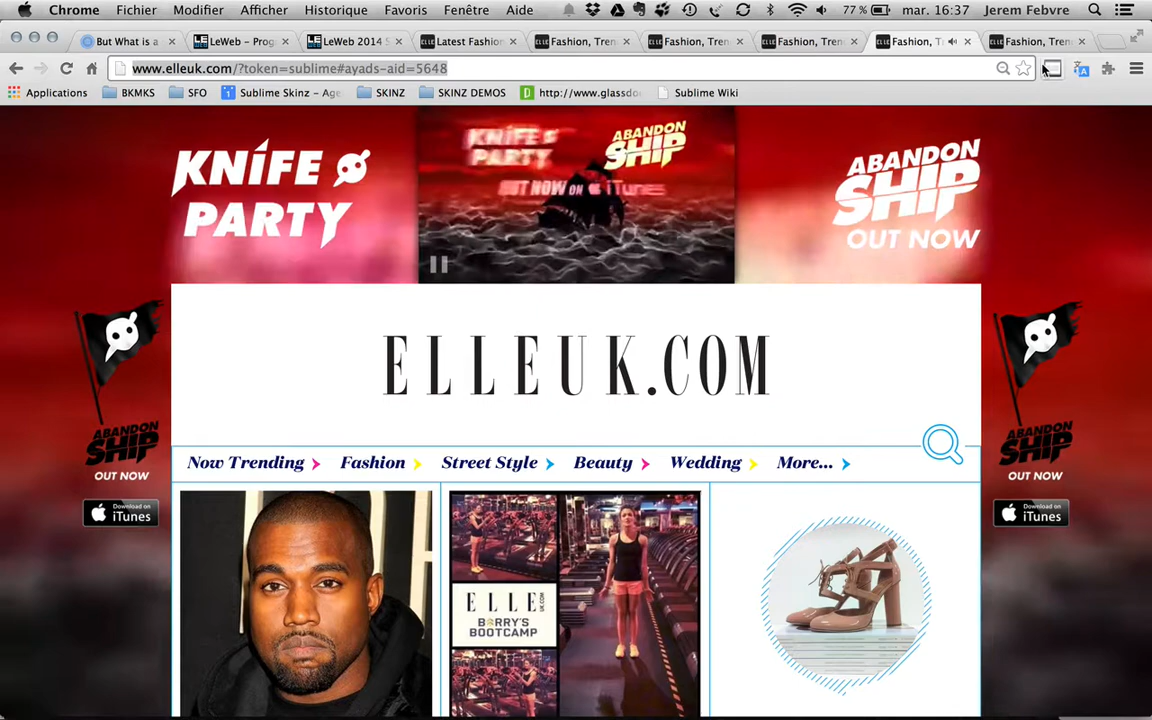 Chrome Fichier Modifier Afficher Historique Favoris Fenêtre Aide 77 % mar. 16:37 Jerem Febvre
But What is a LeWeb - Prog LeWeb 2014 S Latest Fashion Fashion, Tren Fashion, Tren Fashion, Tren Fashion, T Fashion, Tren
www.elleuk.com/?token=sublime#ayads-aid=5648
Applications BKMKS SFO Sublime Skinz - Age SKINZ SKINZ DEMOS http://www.glassdo Sublime Wiki
KNIFE PARTY
KNIFE PARTY
ABANDON SHIP
OUT NOW ON iTunes
ABANDON SHIP
OUT NOW
ELLEUK.COM
Now Trending Fashion Street Style Beauty Wedding More...
ABANDON SHIP
OUT NOW
Download on iTunes
ABANDON SHIP
OUT NOW
Download on iTunes
ELLE UK.COM
BARRY'S
BOOTCAMP